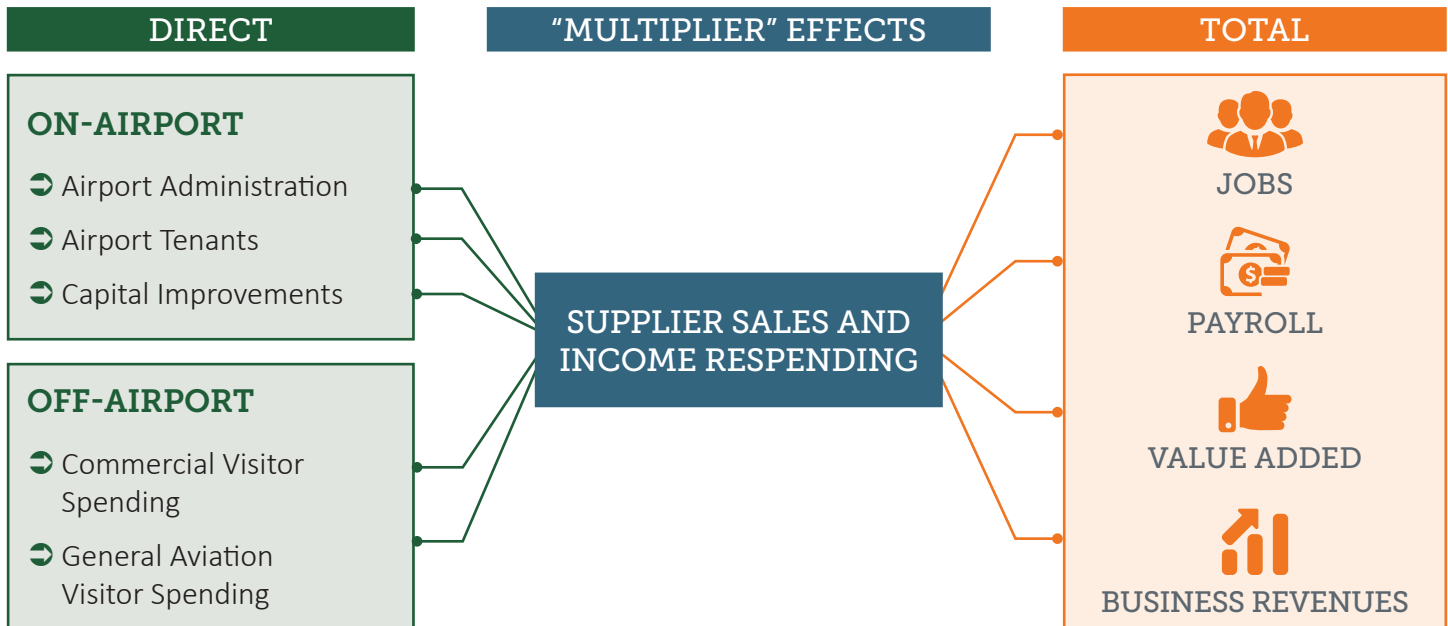 DIRECT
“MULTIPLIER” EFFECTS
TOTAL
ON-AIRPORT
Airport Administration
Airport Tenants
Capital Improvements
OFF-AIRPORT
Commercial Visitor
Spending
General Aviation
Visitor Spending
SUPPLIER SALES AND
INCOME RESPENDING
JOBS
$
PAYROLL
VALUE ADDED
BUSINESS REVENUES